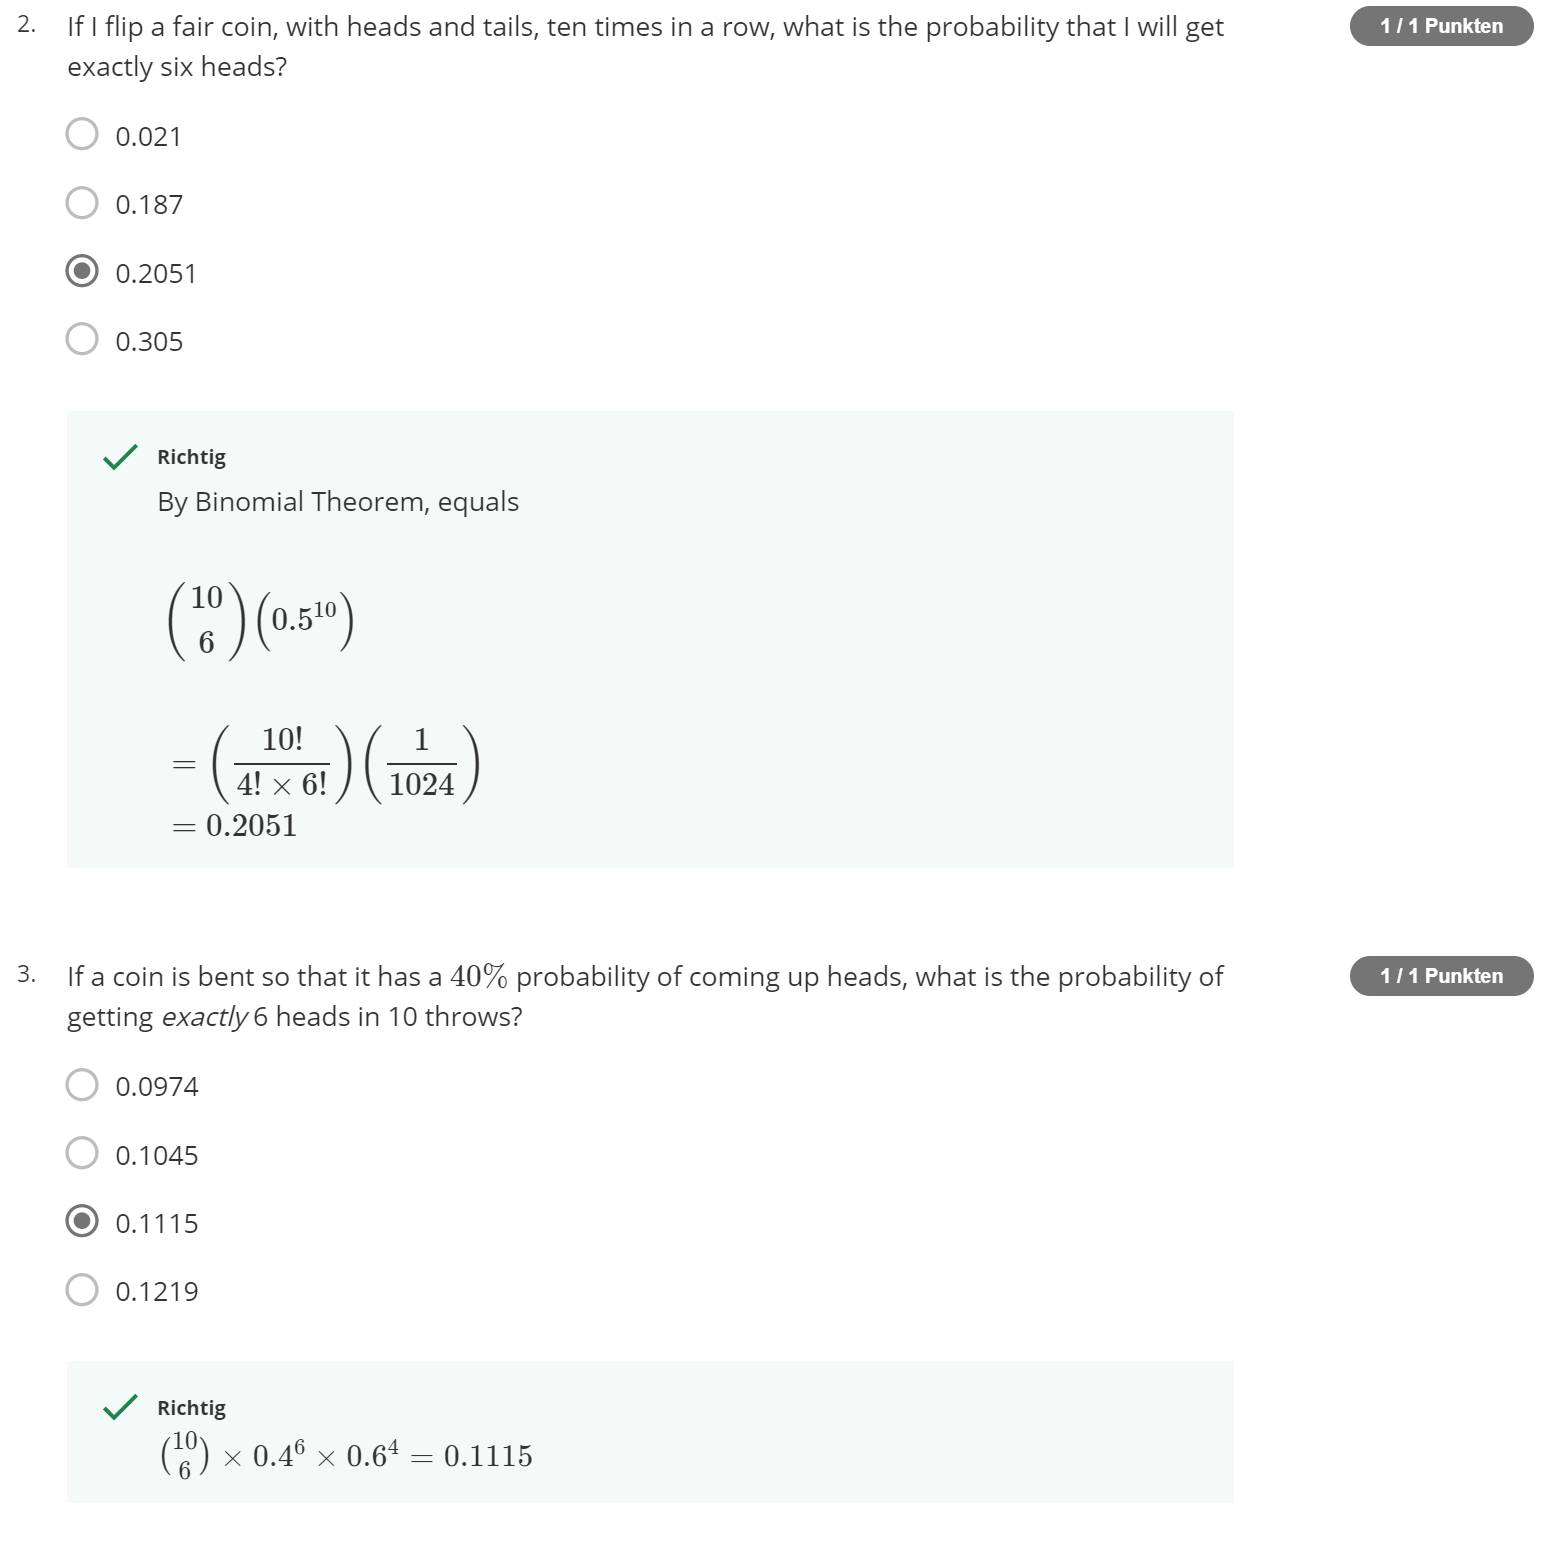 2. If I flip a fair coin, with heads and tails, ten times in a row, what is the probability that I will get
exactly six heads?
1 / 1 Punkten
0.021
0.187
0.2051
0.305
Richtig
By Binomial Theorem, equals
(10 6)(0.5^10)
= (10! / 4! × 6!)(1 / 1024)
= 0.2051
3. If a coin is bent so that it has a 40% probability of coming up heads, what is the probability of
getting exactly 6 heads in 10 throws?
1 / 1 Punkten
0.0974
0.1045
0.1115
0.1219
Richtig
(10 6) × 0.4^6 × 0.6^4 = 0.1115